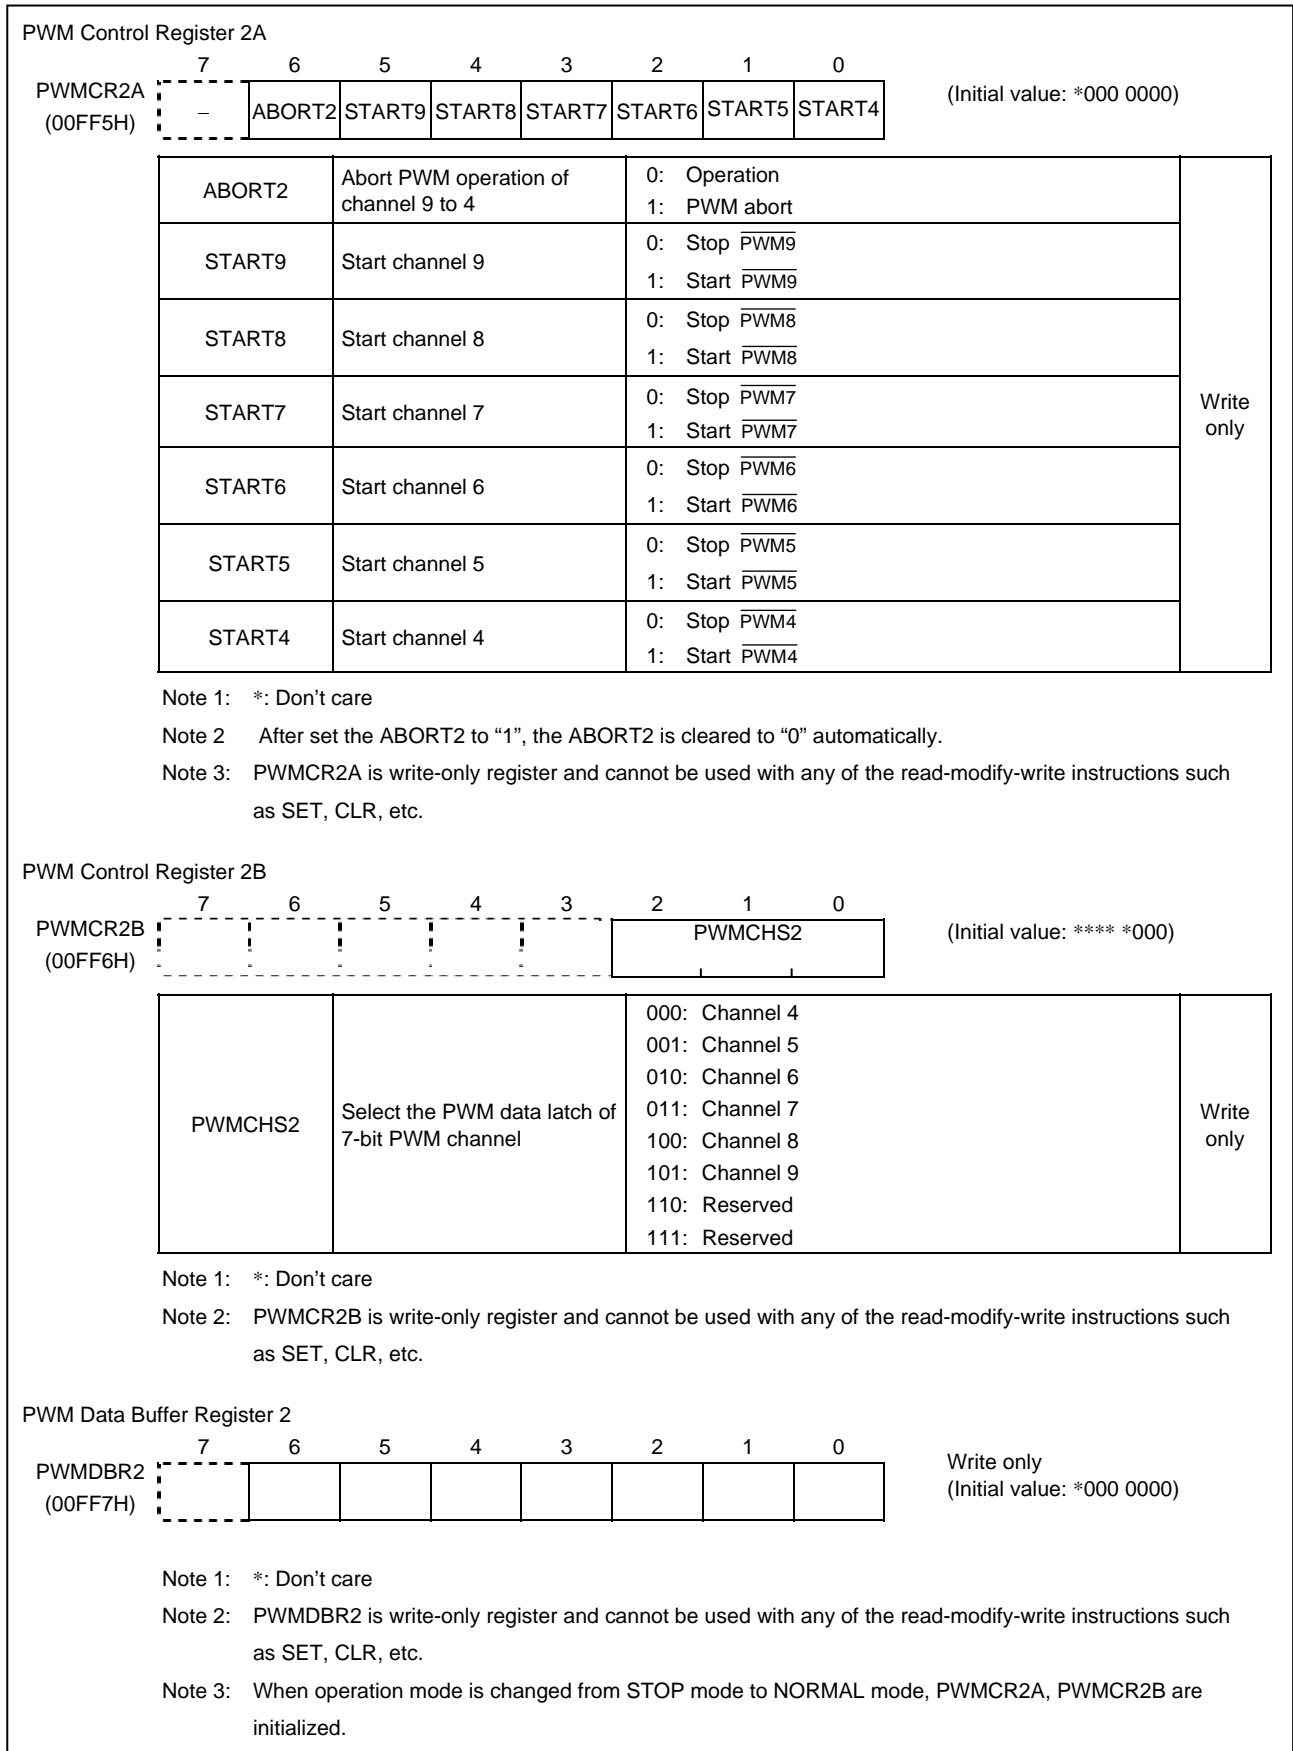 PWM Control Register 2A
7 6 5 4 3 2 1 0
PWMCR2A
(00FF5H)
– ABORT2 START9 START8 START7 START6 START5 START4
(Initial value: *000 0000)
ABORT2
Abort PWM operation of
channel 9 to 4
0: Operation
1: PWM abort
START9
Start channel 9
0: Stop PWM9
1: Start PWM9
START8
Start channel 8
0: Stop PWM8
1: Start PWM8
START7
Start channel 7
0: Stop PWM7
1: Start PWM7
START6
Start channel 6
0: Stop PWM6
1: Start PWM6
START5
Start channel 5
0: Stop PWM5
1: Start PWM5
START4
Start channel 4
0: Stop PWM4
1: Start PWM4
Write
only
Note 1: *: Don't care
Note 2 After set the ABORT2 to “1”, the ABORT2 is cleared to “0” automatically.
Note 3: PWMCR2A is write-only register and cannot be used with any of the read-modify-write instructions such
as SET, CLR, etc.
PWM Control Register 2B
7 6 5 4 3 2 1 0
PWMCR2B
(00FF6H)
PWMCHS2
(Initial value: **** *000)
PWMCHS2
Select the PWM data latch of
7-bit PWM channel
000: Channel 4
001: Channel 5
010: Channel 6
011: Channel 7
100: Channel 8
101: Channel 9
110: Reserved
111: Reserved
Write
only
Note 1: *: Don't care
Note 2: PWMCR2B is write-only register and cannot be used with any of the read-modify-write instructions such
as SET, CLR, etc.
PWM Data Buffer Register 2
7 6 5 4 3 2 1 0
PWMDBR2
(00FF7H)
Write only
(Initial value: *000 0000)
Note 1: *: Don't care
Note 2: PWMDBR2 is write-only register and cannot be used with any of the read-modify-write instructions such
as SET, CLR, etc.
Note 3: When operation mode is changed from STOP mode to NORMAL mode, PWMCR2A, PWMCR2B are
initialized.